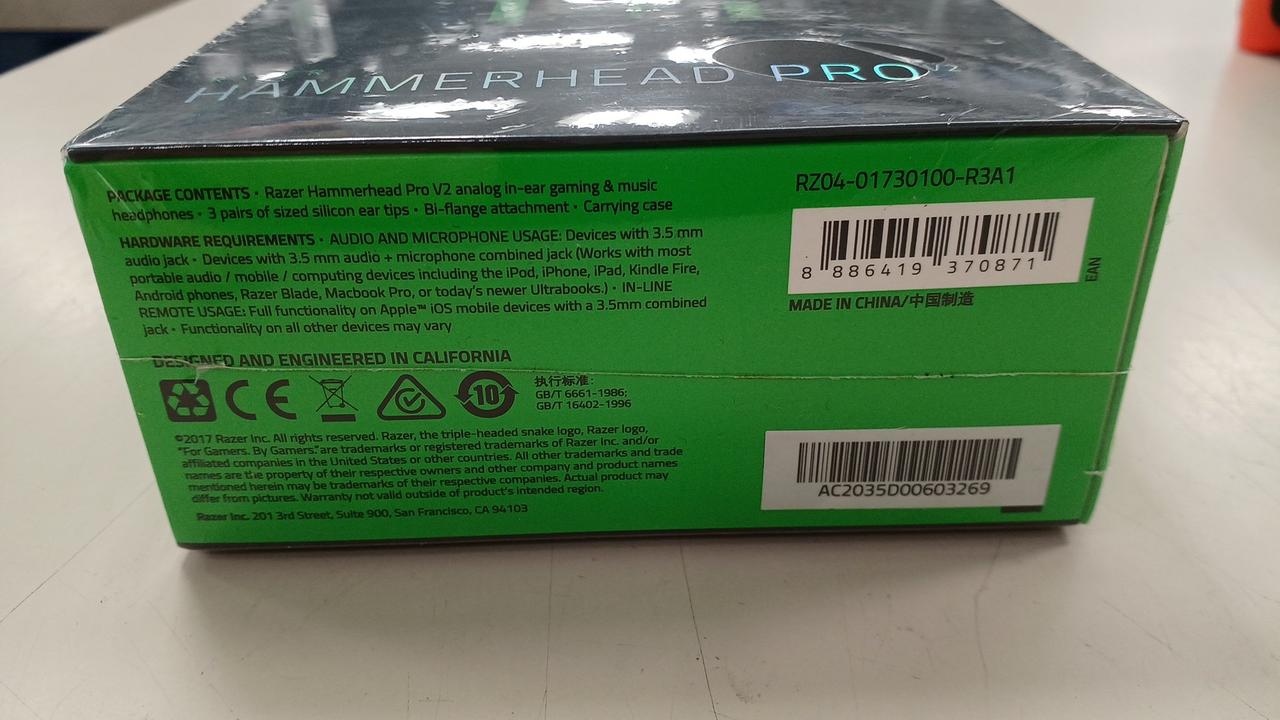 HAMMERHEAD PRO V2
PACKAGE CONTENTS · Razer Hammerhead Pro V2 analog in-ear gaming & music
headphones · 3 pairs of sized silicon ear tips · Bi-flange attachment · Carrying case
HARDWARE REQUIREMENTS · AUDIO AND MICROPHONE USAGE: Devices with 3.5 mm
audio jack · Devices with 3.5 mm audio + microphone combined jack (Works with most
portable audio / mobile / computing devices including the iPod, iPhone, iPad, Kindle Fire,
Android phones, Razer Blade, Macbook Pro, or today's newer Ultrabooks.) · IN-LINE
REMOTE USAGE: Full functionality on Apple™ iOS mobile devices with a 3.5mm combined
jack · Functionality on all other devices may vary
DESIGNED AND ENGINEERED IN CALIFORNIA
CE
10
执行标准:
GB/T 6661-1986;
GB/T 16402-1996
©2017 Razer Inc. All rights reserved. Razer, the triple-headed snake logo, Razer logo,
"For Gamers. By Gamers." are trademarks or registered trademarks of Razer Inc. and/or
affiliated companies in the United States or other countries. All other trademarks and trade
names are the property of their respective owners and other company and product names
mentioned herein may be trademarks of their respective companies. Actual product may
differ from pictures. Warranty not valid outside of product's intended region.
Razer Inc. 201 3rd Street, Suite 900, San Francisco, CA 94103
RZ04-01730100-R3A1
8 886419 370871
EAN
MADE IN CHINA/中国制造
AC2035D00603269